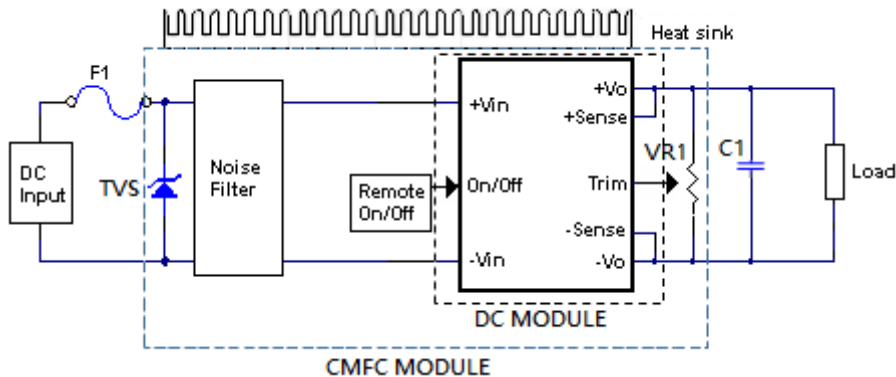 Heat sink
F1
DC
Input
TVS
Noise
Filter
Remote
On/Off
+Vin
On/Off
-Vin
+Vo
+Sense
Trim
-Sense
-Vo
VR1
C1
Load
DC MODULE
CMFC MODULE